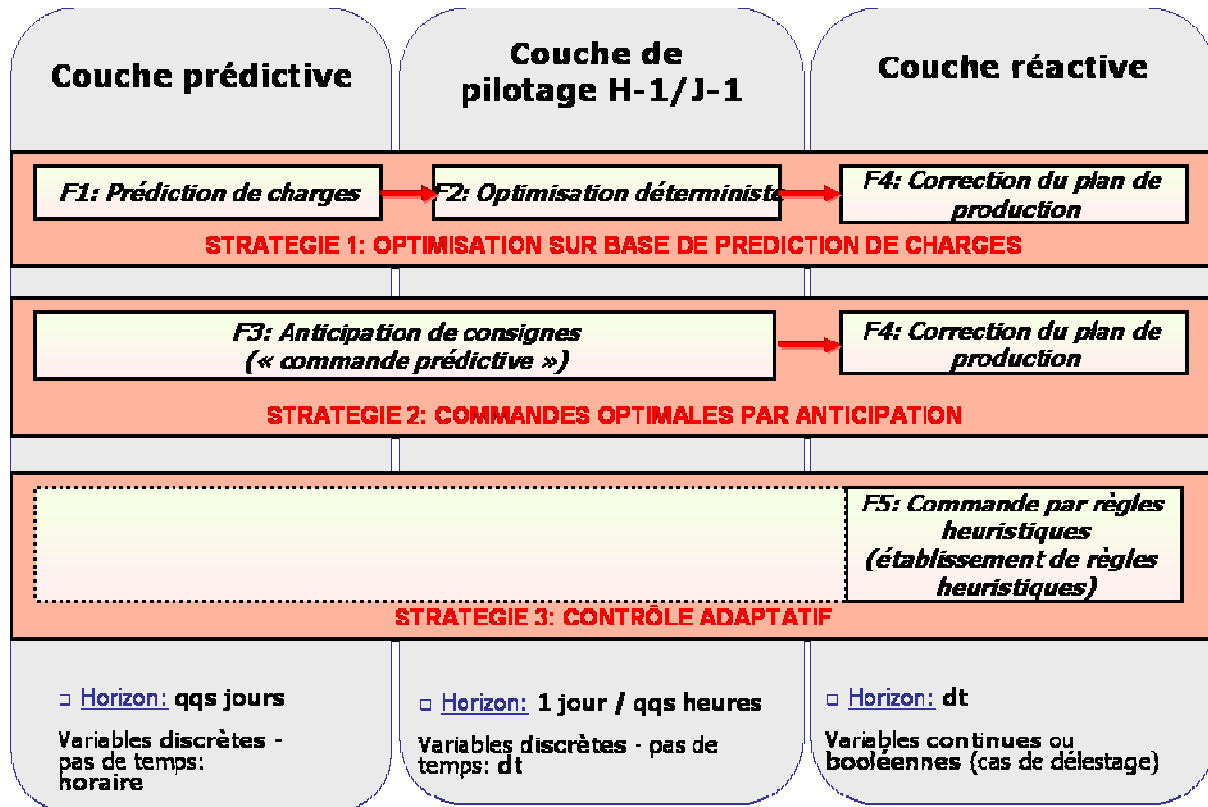 Couche prédictive
Couche de
pilotage H-1/J-1
Couche réactive
F1: Prédiction de charges
F2: Optimisation déterministe
F4: Correction du plan de
production
STRATEGIE 1: OPTIMISATION SUR BASE DE PREDICTION DE CHARGES
F3: Anticipation de consignes
(« commande prédictive »)
F4: Correction du plan de
production
STRATEGIE 2: COMMANDES OPTIMALES PAR ANTICIPATION
F5: Commande par règles
heuristiques
(établissement de règles
heuristiques)
STRATEGIE 3: CONTRÔLE ADAPTATIF
Horizon: qqs jours
Variables discrètes -
pas de temps:
horaire
Horizon: 1 jour / qqs heures
Variables discrètes - pas de
temps: dt
Horizon: dt
Variables continues ou
booléennes (cas de délestage)